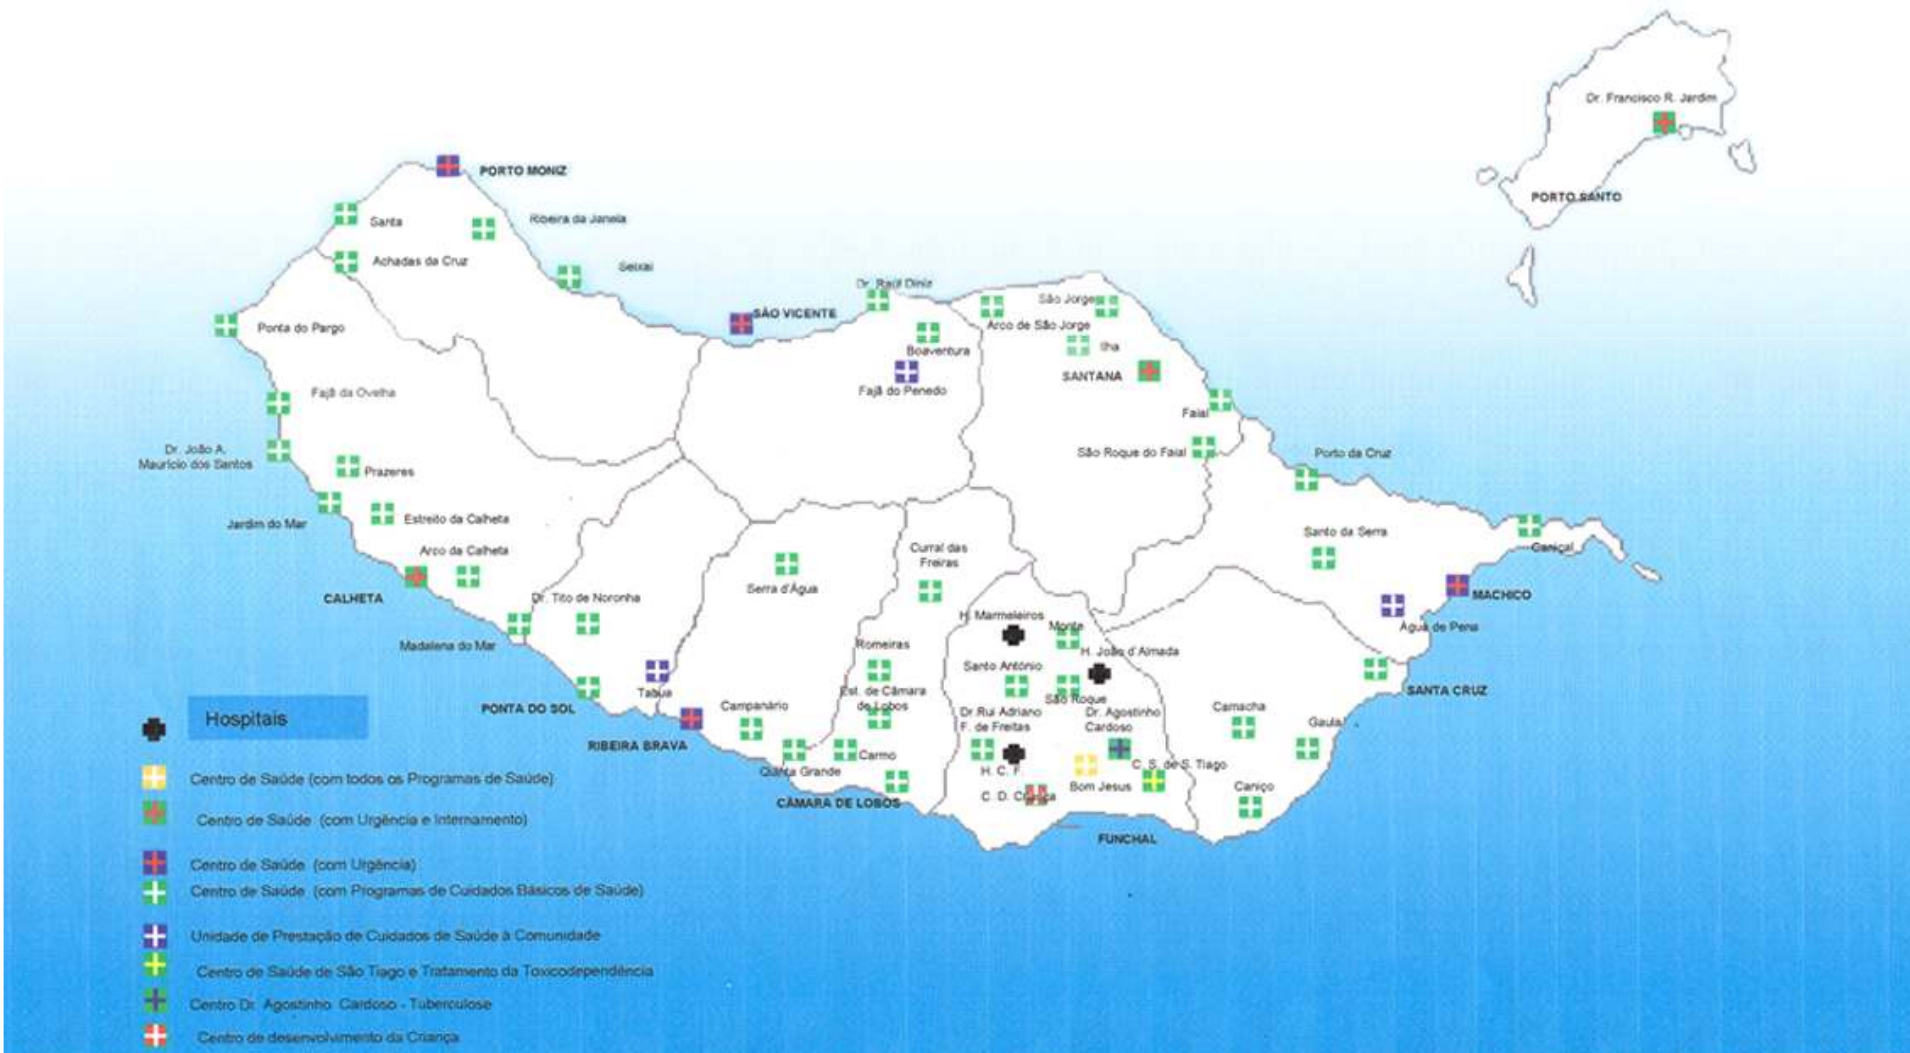 Dr. Francisco R. Jardim
PORTO SANTO
PORTO MONIZ
Santa
Ribeira da Janela
Achadas da Cruz
Seixal
Ponta do Pargo
SÃO VICENTE
Dr. Raúl Diniz
Boaventura
Fajã do Penedo
São Jorge
Arco de São Jorge
Ilha
SANTANA
Faial
São Roque do Faial
Porto da Cruz
Fajã da Ovelha
Dr. João A.
Maurício dos Santos
Prazeres
Jardim do Mar
Estreito da Calheta
Arco da Calheta
CALHETA
Madalena do Mar
Dr. Tito de Noronha
PONTA DO SOL
Tabua
RIBEIRA BRAVA
Serra d'Água
Campanário
Quinta Grande
Curral das
Freiras
Romeiras
Est. de Câmara
de Lobos
Carmo
CÂMARA DE LOBOS
H. Marmeleiros
Monte
H. João d'Almada
Santo António
São Roque
Dr.Rui Adriano
F. de Freitas
Dr. Agostinho
Cardoso
H. C. F.
C. D. Criança
Bom Jesus
C. S. de S. Tiago
FUNCHAL
Santo da Serra
Caniçal
MACHICO
Água de Pena
SANTA CRUZ
Camacha
Gaula
Caniço
Hospitais
Centro de Saúde (com todos os Programas de Saúde)
Centro de Saúde (com Urgência e Internamento)
Centro de Saúde (com Urgência)
Centro de Saúde (com Programas de Cuidados Básicos de Saúde)
Unidade de Prestação de Cuidados de Saúde à Comunidade
Centro de Saúde de São Tiago e Tratamento da Toxicodependência
Centro Dr. Agostinho Cardoso - Tuberculose
Centro de desenvolvimento da Criança